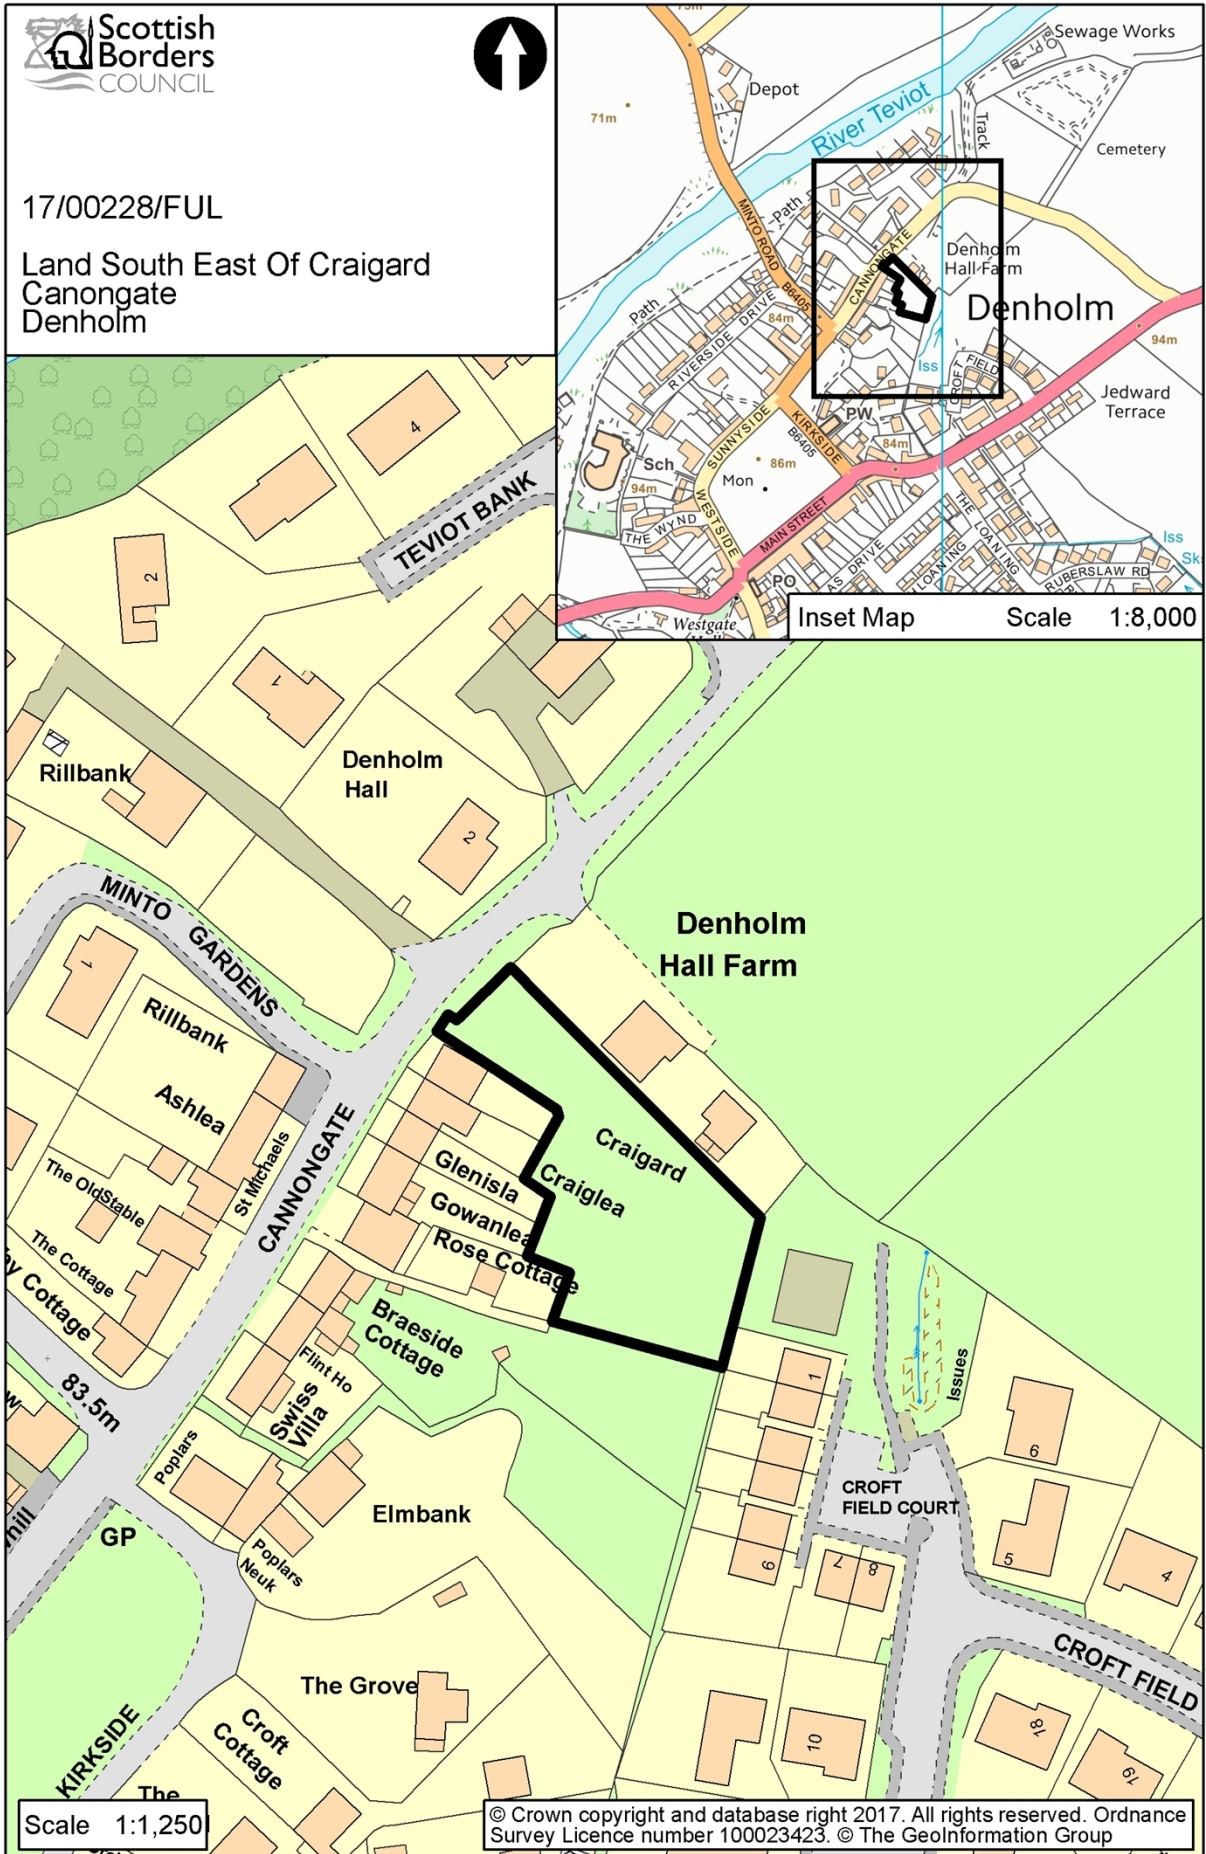 Scottish
Borders
COUNCIL
17/00228/FUL
Land South East Of Craigard
Canongate
Denholm
Sewage Works
Depot
71m
River Teviot
Track
Cemetery
Path
MINTO ROAD
B6405
CANNONGATE
Denholm
Hall Farm
Denholm
Path
84m
RIVERSIDE DRIVE
94m
Iss
CROFT
FIELD
Jedward
Terrace
PW
SUNNYSIDE
KIRKSIDE
B6405
84m
Sch
86m
94m
Mon
WESTSIDE
THE WYND
MAIN STREET
THE LOANING
LOANING
DRIVE
Iss
RUBERSLAW RD
PO
Westgate
Inset Map Scale 1:8,000
4
TEVIOT BANK
2
1
Rillbank
Denholm
Hall
2
MINTO GARDENS
Denholm
Hall Farm
1
Rillbank
Ashlea
St Michaels
CANNONGATE
Craigard
Craiglea
Glenisla
Gowanlea
Rose Cottage
The Old Stable
The Cottage
Cottage
Braeside
Cottage
Flint Ho
Swiss
Villa
83.5m
Issues
1
6
Poplars
CROFT
FIELD COURT
Elmbank
GP
Poplars
Neuk
9
7
8
5
4
CROFT FIELD
The Grove
Croft
Cottage
KIRKSIDE
10
18
19
The
Scale 1:1,250
© Crown copyright and database right 2017. All rights reserved. Ordnance
Survey Licence number 100023423. © The GeoInformation Group